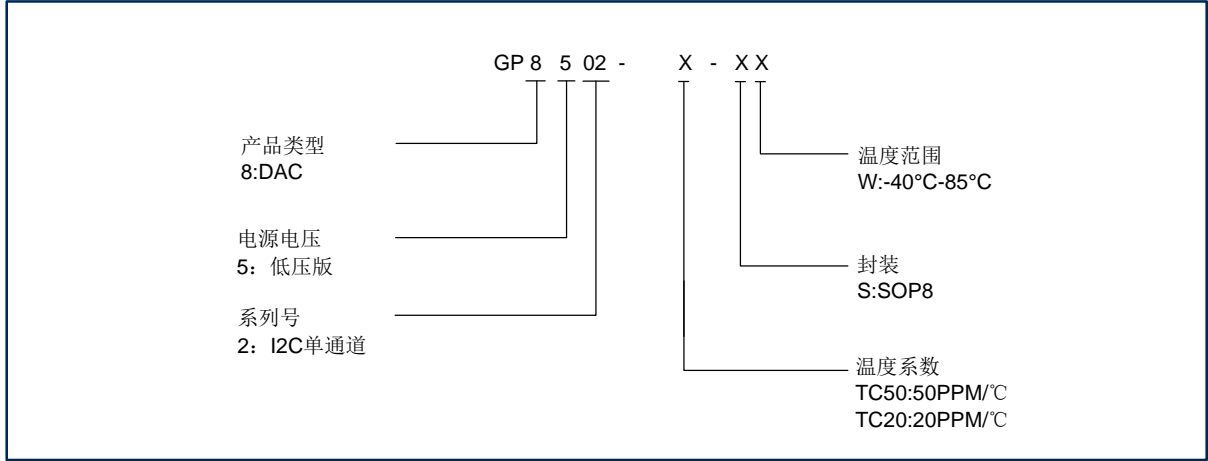 GP 8 5 02 - X - X X
产品类型
8:DAC
电源电压
5：低压版
系列号
2：I2C单通道
温度范围
W:-40°C-85°C
封装
S:SOP8
温度系数
TC50:50PPM/℃
TC20:20PPM/℃